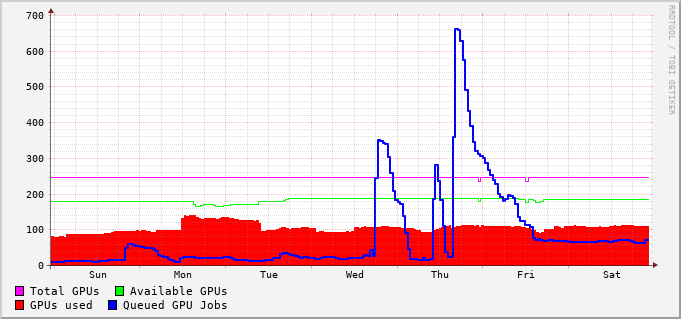 700
600
500
400
300
200
100
0
Sun Mon Tue Wed Thu Fri Sat
Total GPUs Available GPUs
GPUs used Queued GPU Jobs
RRDTOOL / TOBI OETIKER